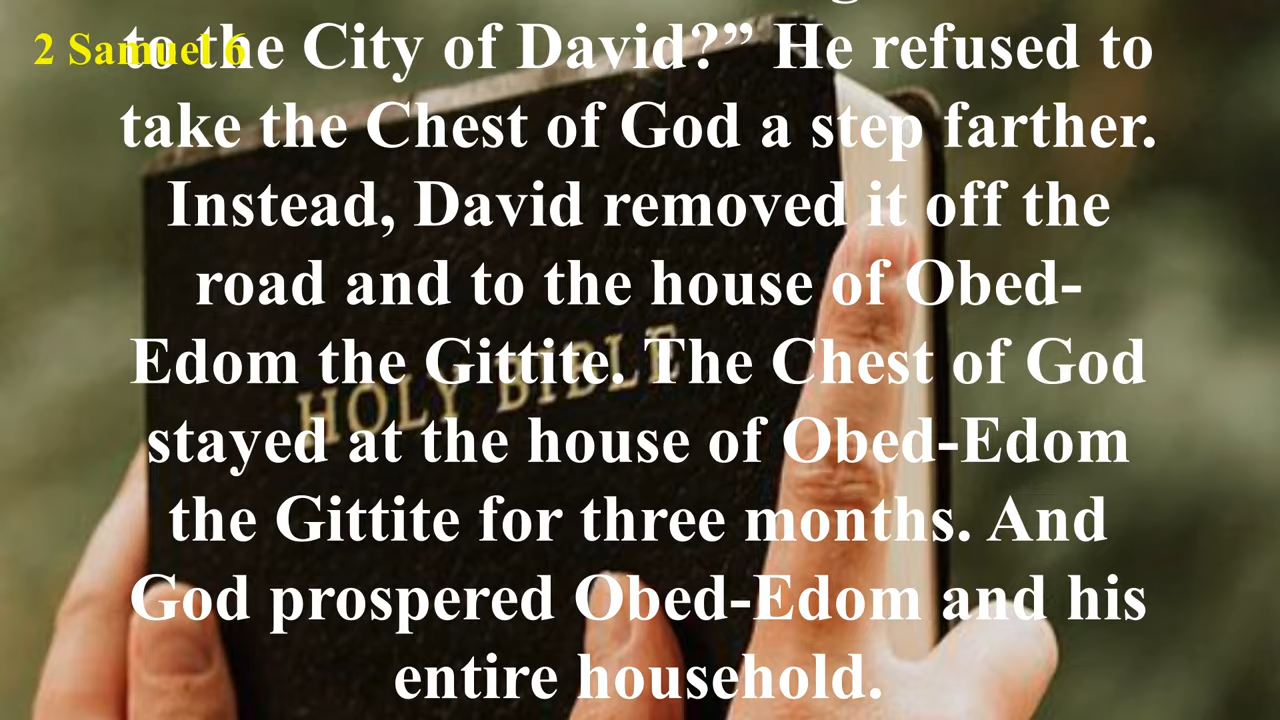 2 Samuel 6
to the City of David?” He refused to
take the Chest of God a step farther.
Instead, David removed it off the
road and to the house of Obed-
Edom the Gittite. The Chest of God
stayed at the house of Obed-Edom
the Gittite for three months. And
God prospered Obed-Edom and his
entire household.
HOLY BIBLE